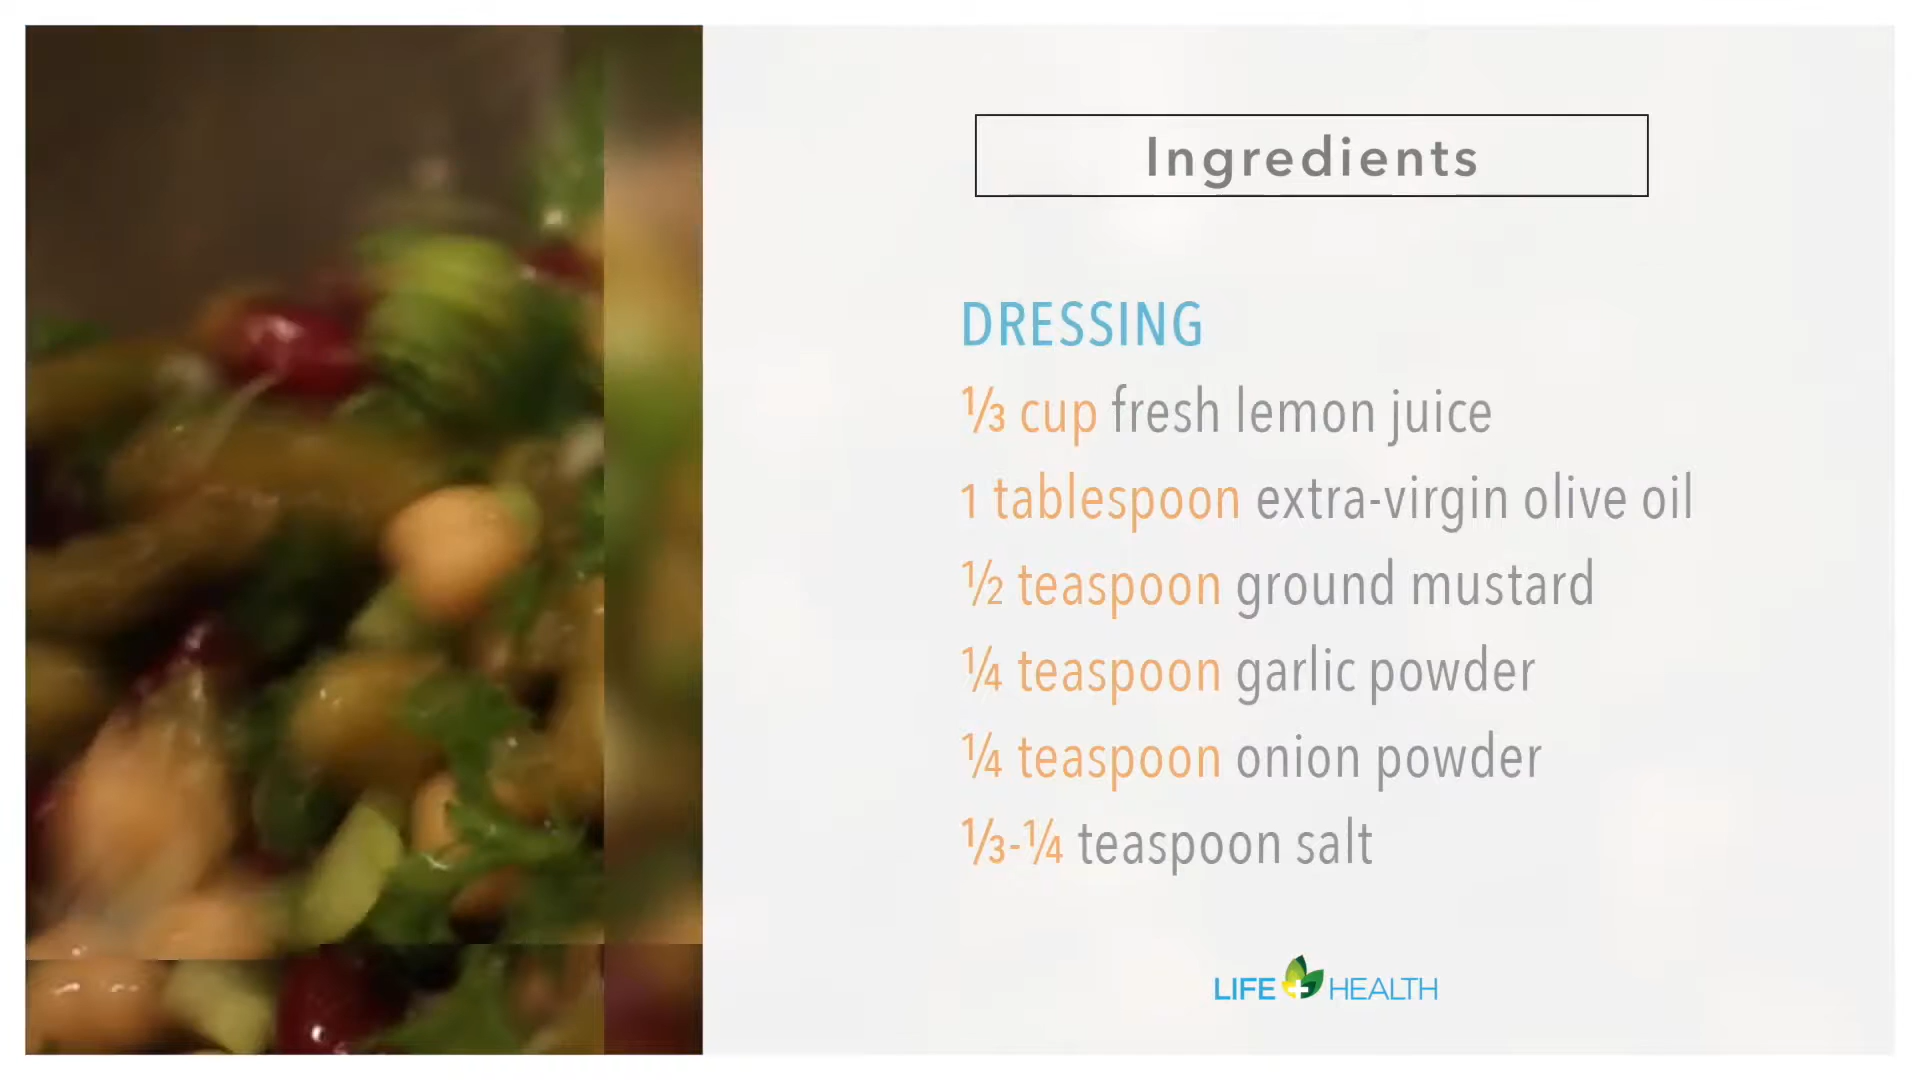 Ingredients
DRESSING
⅓ cup fresh lemon juice
1 tablespoon extra-virgin olive oil
½ teaspoon ground mustard
¼ teaspoon garlic powder
¼ teaspoon onion powder
⅓-¼ teaspoon salt
LIFE HEALTH